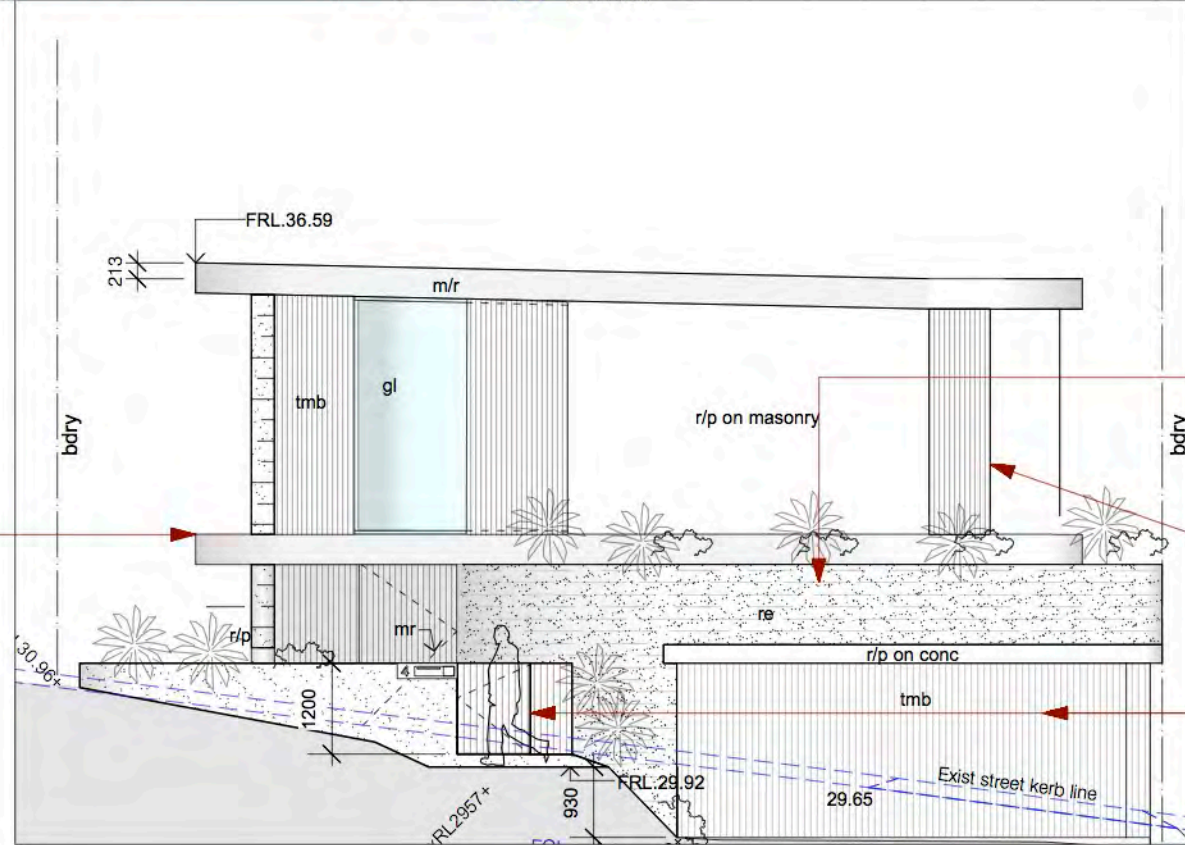 FRL.36.59
213
m/r
gl
tmb
r/p on masonry
bdry
bdry
re
r/p
mr
r/p on conc
30.96+
4
tmb
1200
Exist street kerb line
FRL.29.92
29.65
930
RL2957+